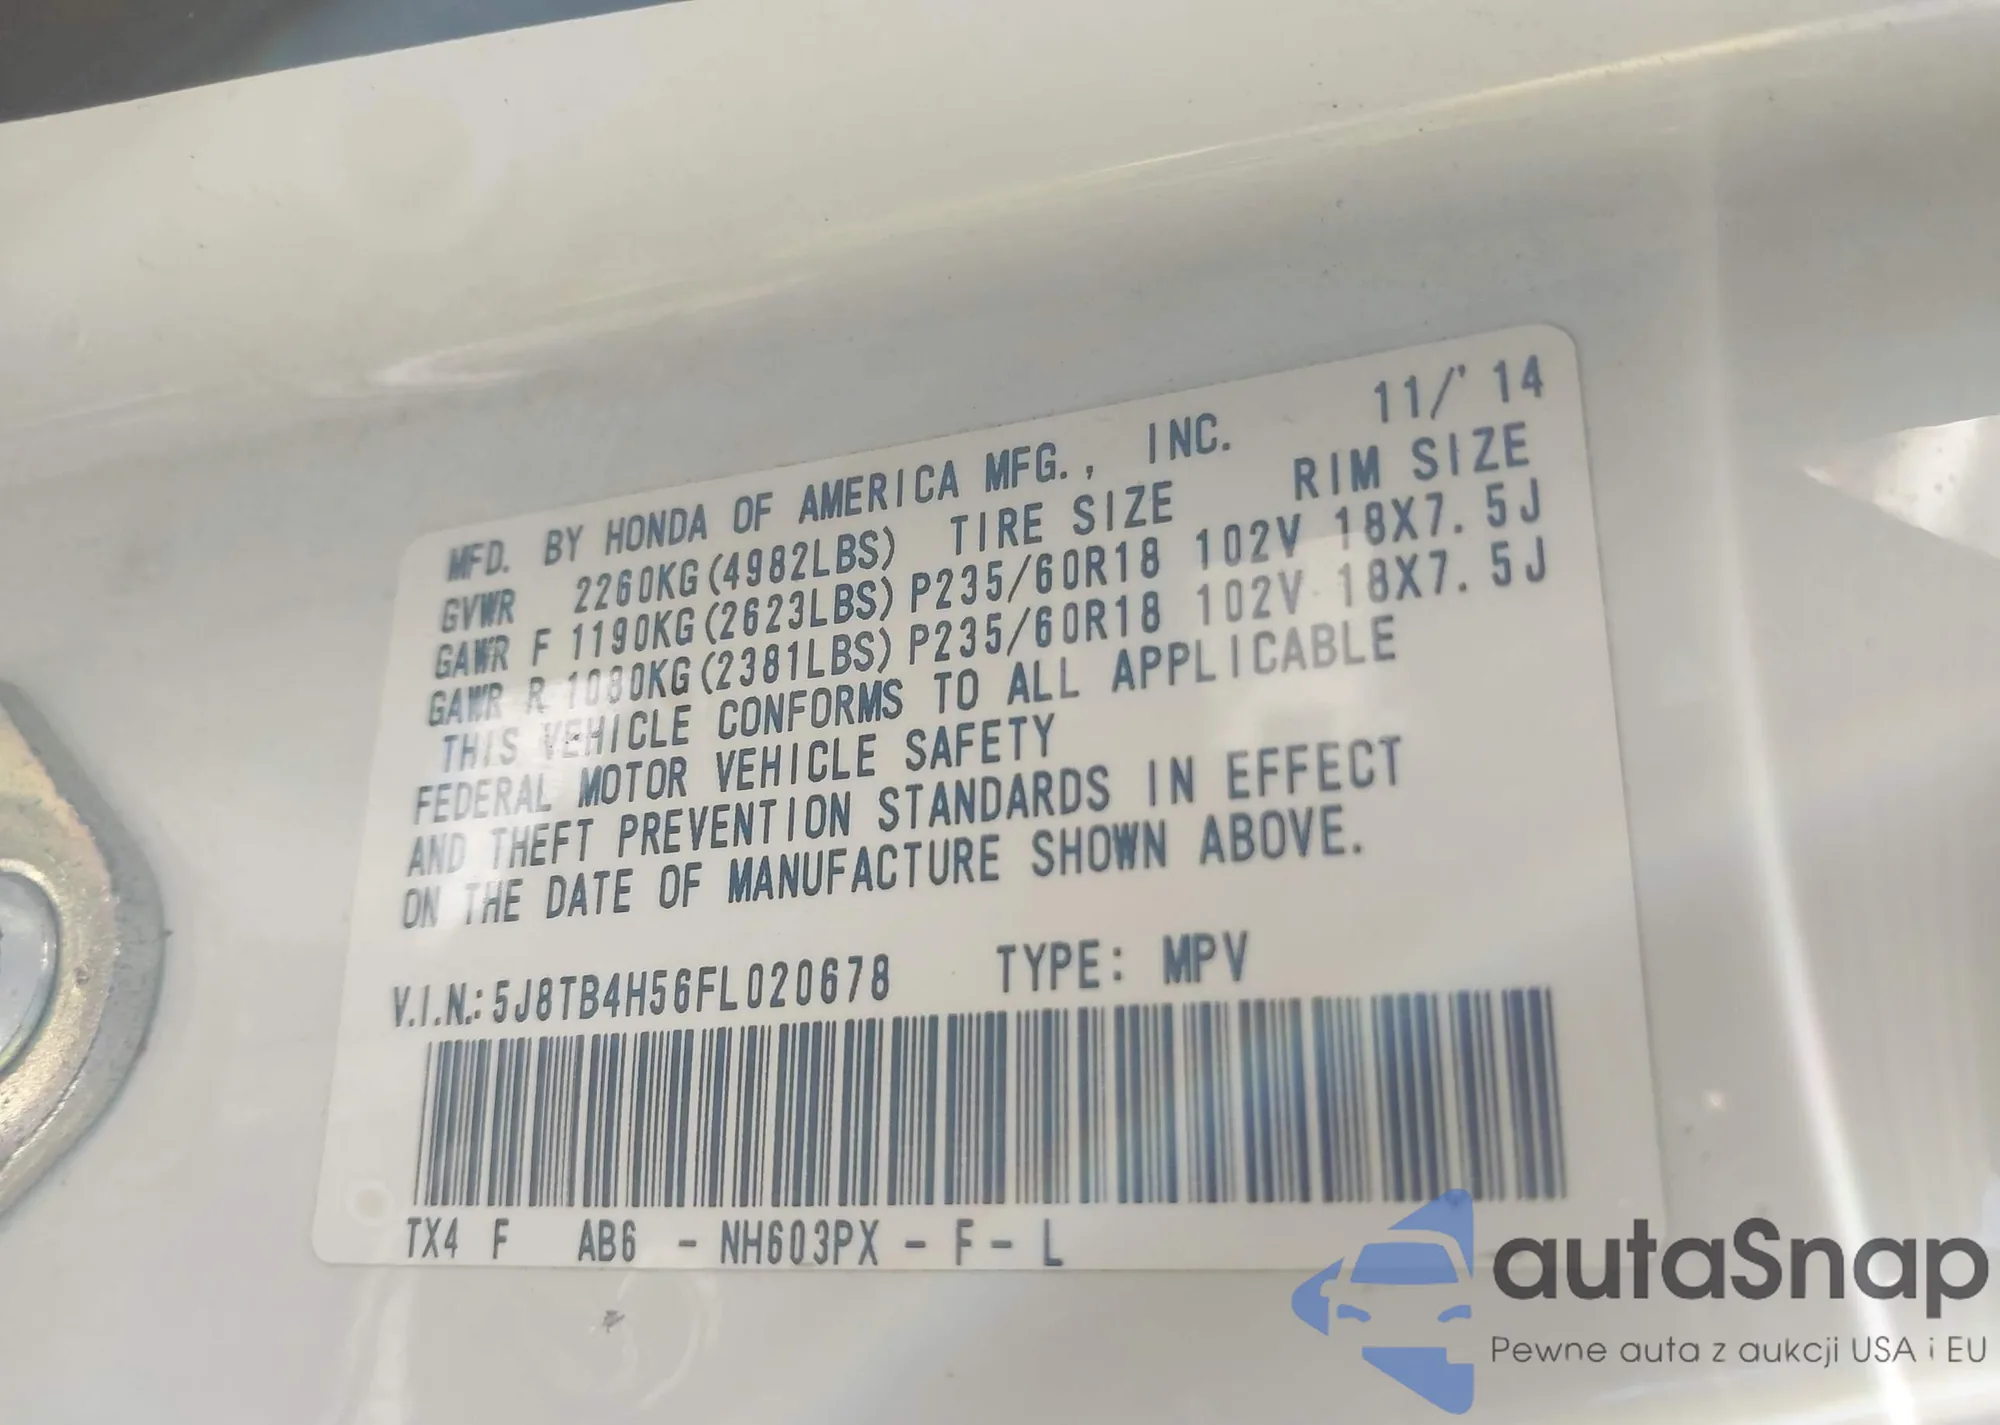 MFD. BY HONDA OF AMERICA MFG., INC. 11/'14
GVWR 2260KG(4982LBS) TIRE SIZE RIM SIZE
GAWR F 1190KG(2623LBS) P235/60R18 102V 18X7.5J
GAWR R 1080KG(2381LBS) P235/60R18 102V 18X7.5J
THIS VEHICLE CONFORMS TO ALL APPLICABLE
FEDERAL MOTOR VEHICLE SAFETY
AND THEFT PREVENTION STANDARDS IN EFFECT
ON THE DATE OF MANUFACTURE SHOWN ABOVE.
V.I.N.: 5J8TB4H56FL020678 TYPE: MPV
TX4 F AB6 - NH603PX - F - L
autaSnap
Pewne auta z aukcji USA i EU